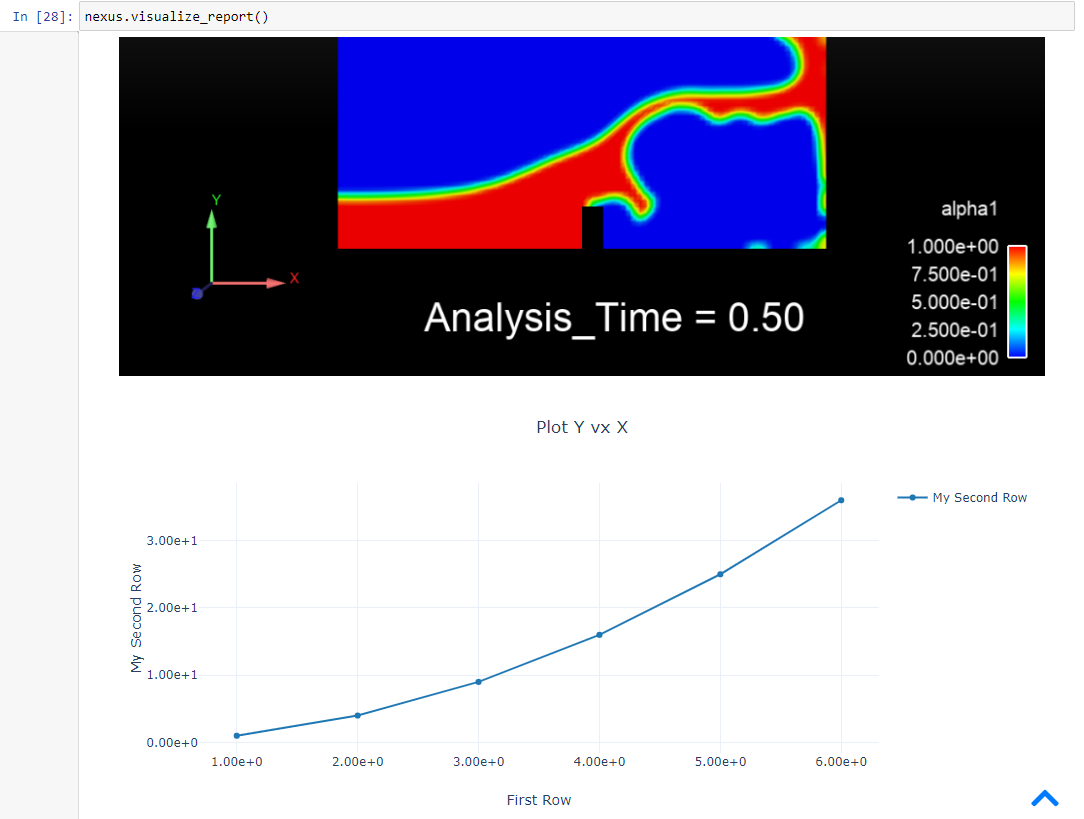 In [28]: nexus.visualize_report()
Y
X
alpha1
1.000e+00
7.500e-01
5.000e-01
2.500e-01
0.000e+00
Analysis_Time = 0.50
Plot Y vx X
My Second Row
My Second Row
3.00e+1
2.00e+1
1.00e+1
0.00e+0
1.00e+0 2.00e+0 3.00e+0 4.00e+0 5.00e+0 6.00e+0
First Row